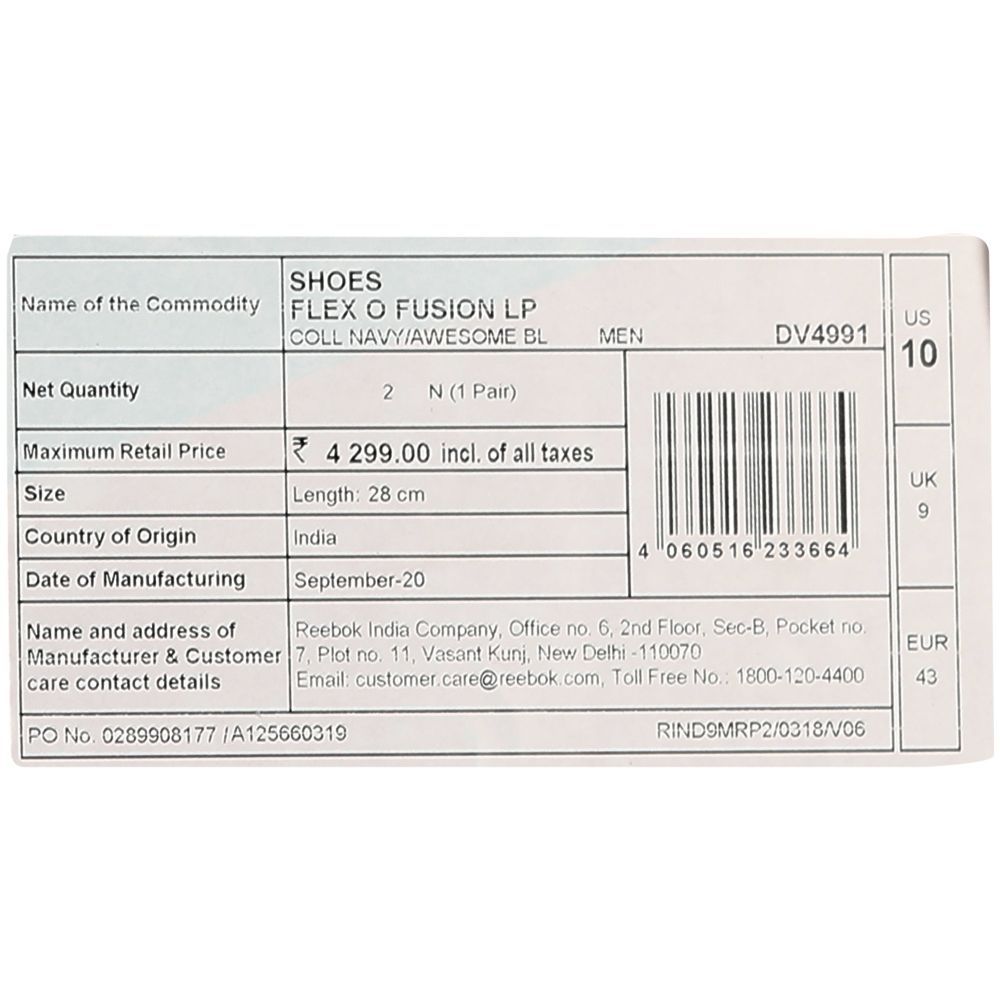 Name of the Commodity
SHOES
FLEX O FUSION LP
COLL NAVY/AWESOME BL MEN DV4991
Net Quantity
2 N (1 Pair)
Maximum Retail Price
₹ 4 299.00 incl. of all taxes
Size
Length: 28 cm
Country of Origin
India
Date of Manufacturing
September-20
4 060516 233664
Name and address of
Manufacturer & Customer
care contact details
Reebok India Company, Office no. 6, 2nd Floor, Sec-B, Pocket no.
7, Plot no. 11, Vasant Kunj, New Delhi -110070
Email: customer.care@reebok.com, Toll Free No.: 1800-120-4400
PO No. 0289908177 /A125660319
RIND9MRP2/0318/V06
US
10
UK
9
EUR
43